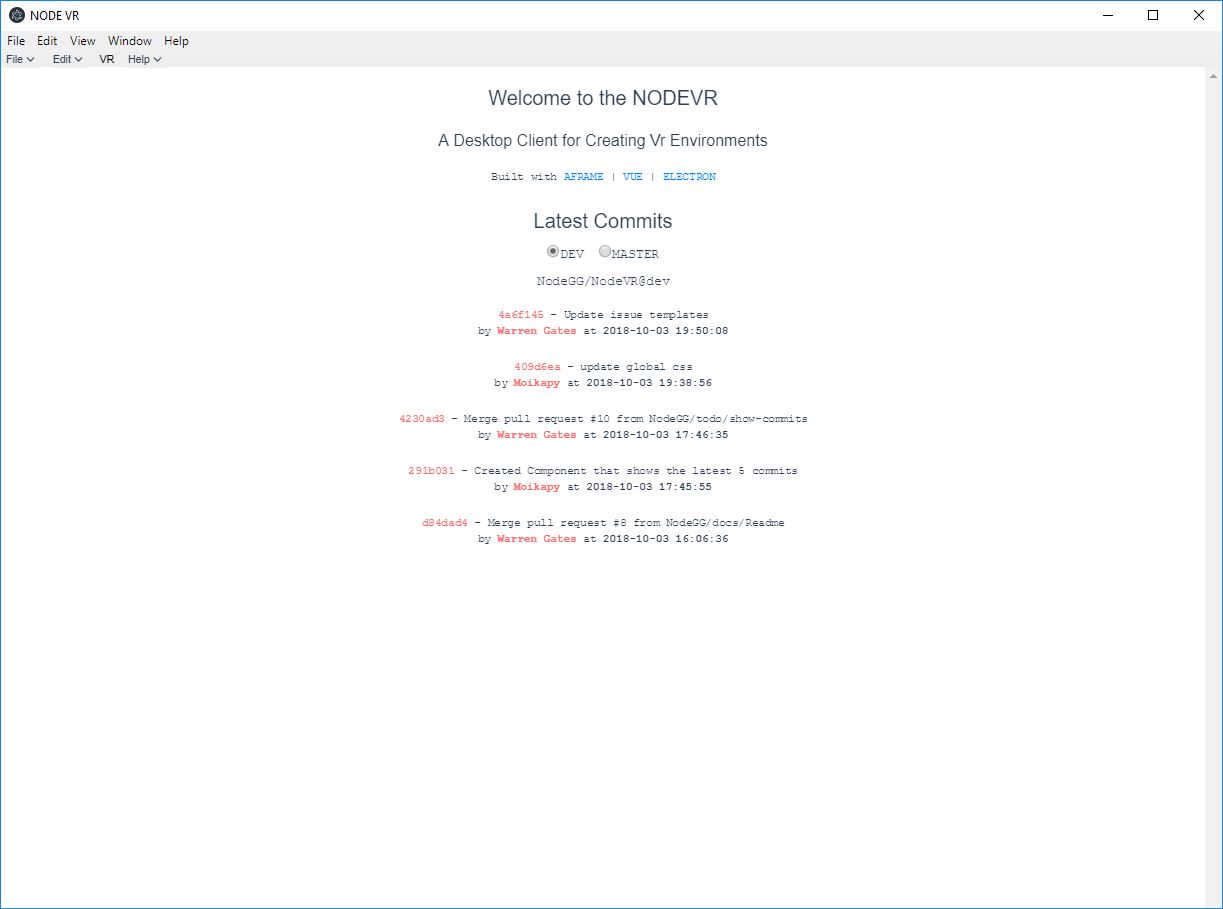 NODE VR
File Edit View Window Help
File Edit VR Help
Welcome to the NODEVR
A Desktop Client for Creating Vr Environments
Built with AFRAME | VUE | ELECTRON
Latest Commits
DEV MASTER
NodeGG/NodeVR@dev
4a6f145 - Update issue templates
by Warren Gates at 2018-10-03 19:50:08
409d6ea - update global css
by Moikapy at 2018-10-03 19:38:56
4230ad3 - Merge pull request #10 from NodeGG/todo/show-commits
by Warren Gates at 2018-10-03 17:46:35
291b031 - Created Component that shows the latest 5 commits
by Moikapy at 2018-10-03 17:45:55
d84dad4 - Merge pull request #8 from NodeGG/docs/Readme
by Warren Gates at 2018-10-03 16:06:36